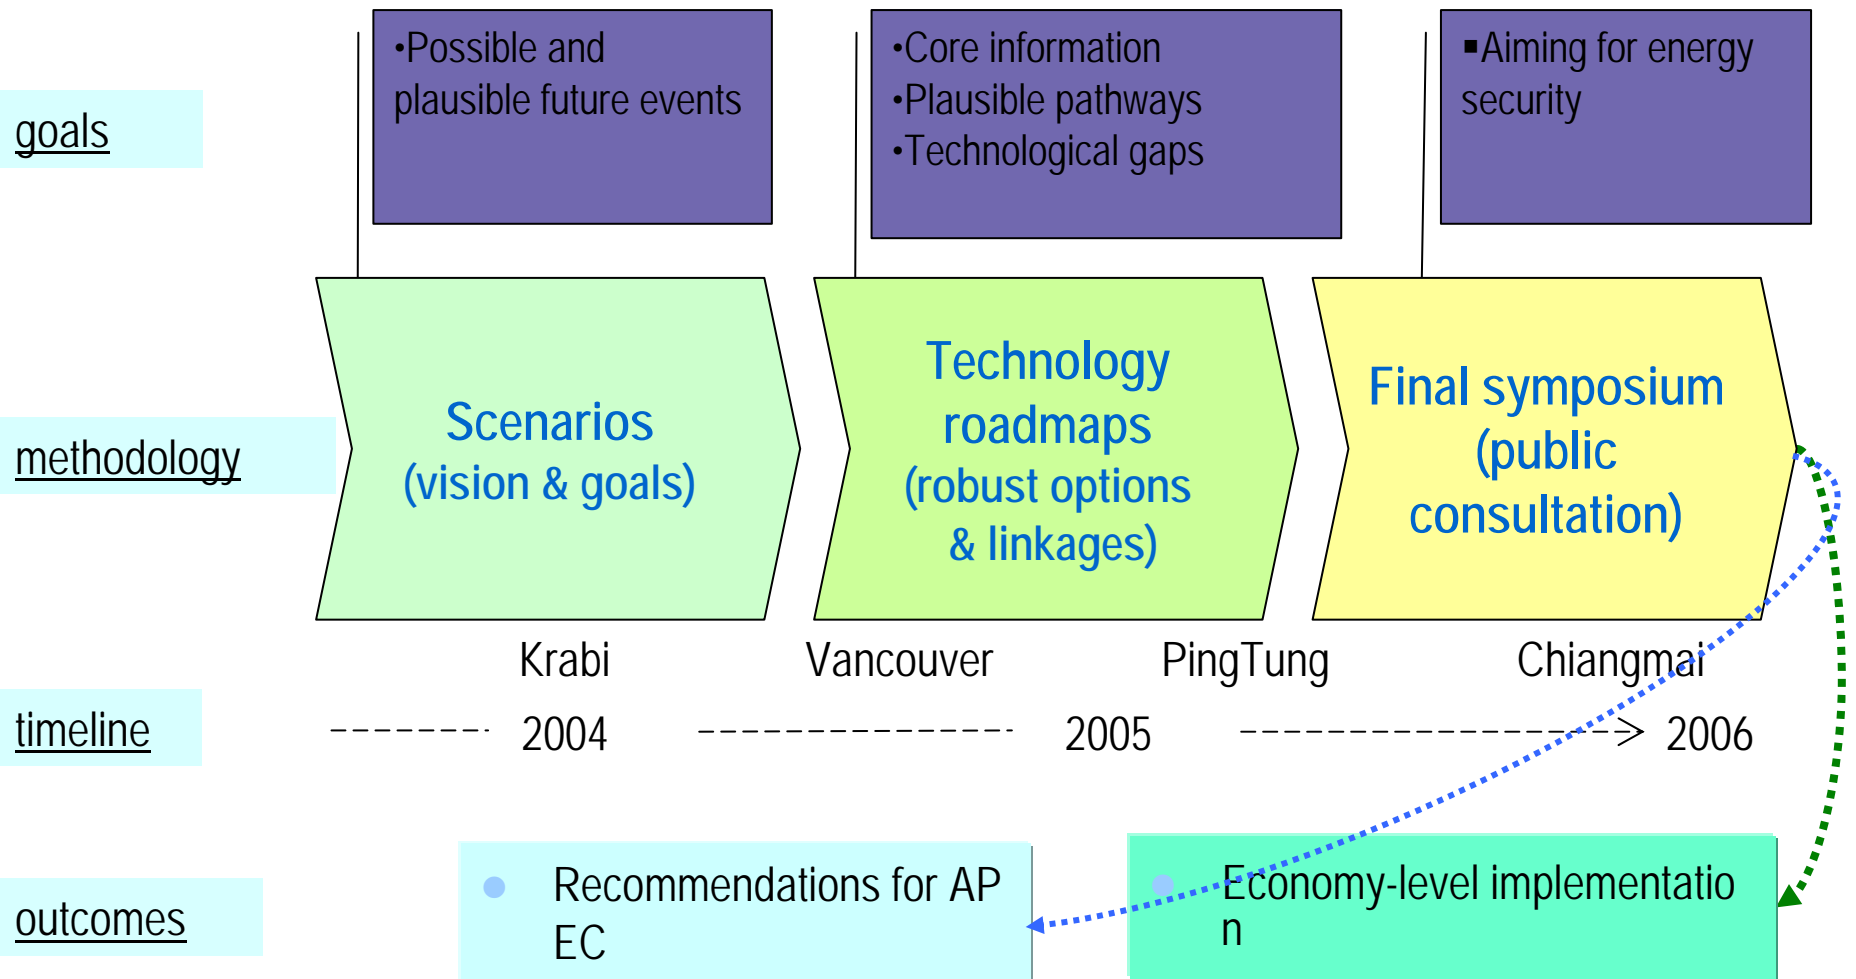 goals
•Possible and
plausible future events
•Core information
•Plausible pathways
•Technological gaps
▪Aiming for energy
security
methodology
Scenarios
(vision & goals)
Technology
roadmaps
(robust options
& linkages)
Final symposium
(public
consultation)
Krabi
Vancouver
PingTung
Chiangmai
timeline
2004
2005
2006
outcomes
● Recommendations for AP
EC
● Economy-level implementatio
n